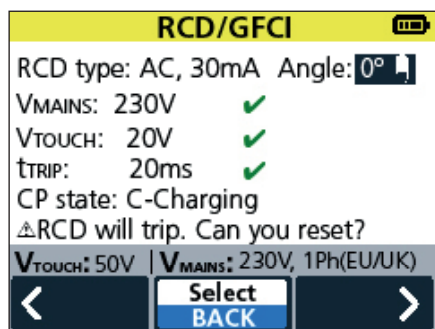 RCD/GFCI
RCD type: AC, 30mA Angle: 0°
VMAINS: 230V ✔
VTOUCH: 20V ✔
tTRIP: 20ms ✔
CP state: C-Charging
⚠RCD will trip. Can you reset?
VTOUCH: 50V | VMAINS: 230V, 1Ph(EU/UK)
< Select >
BACK